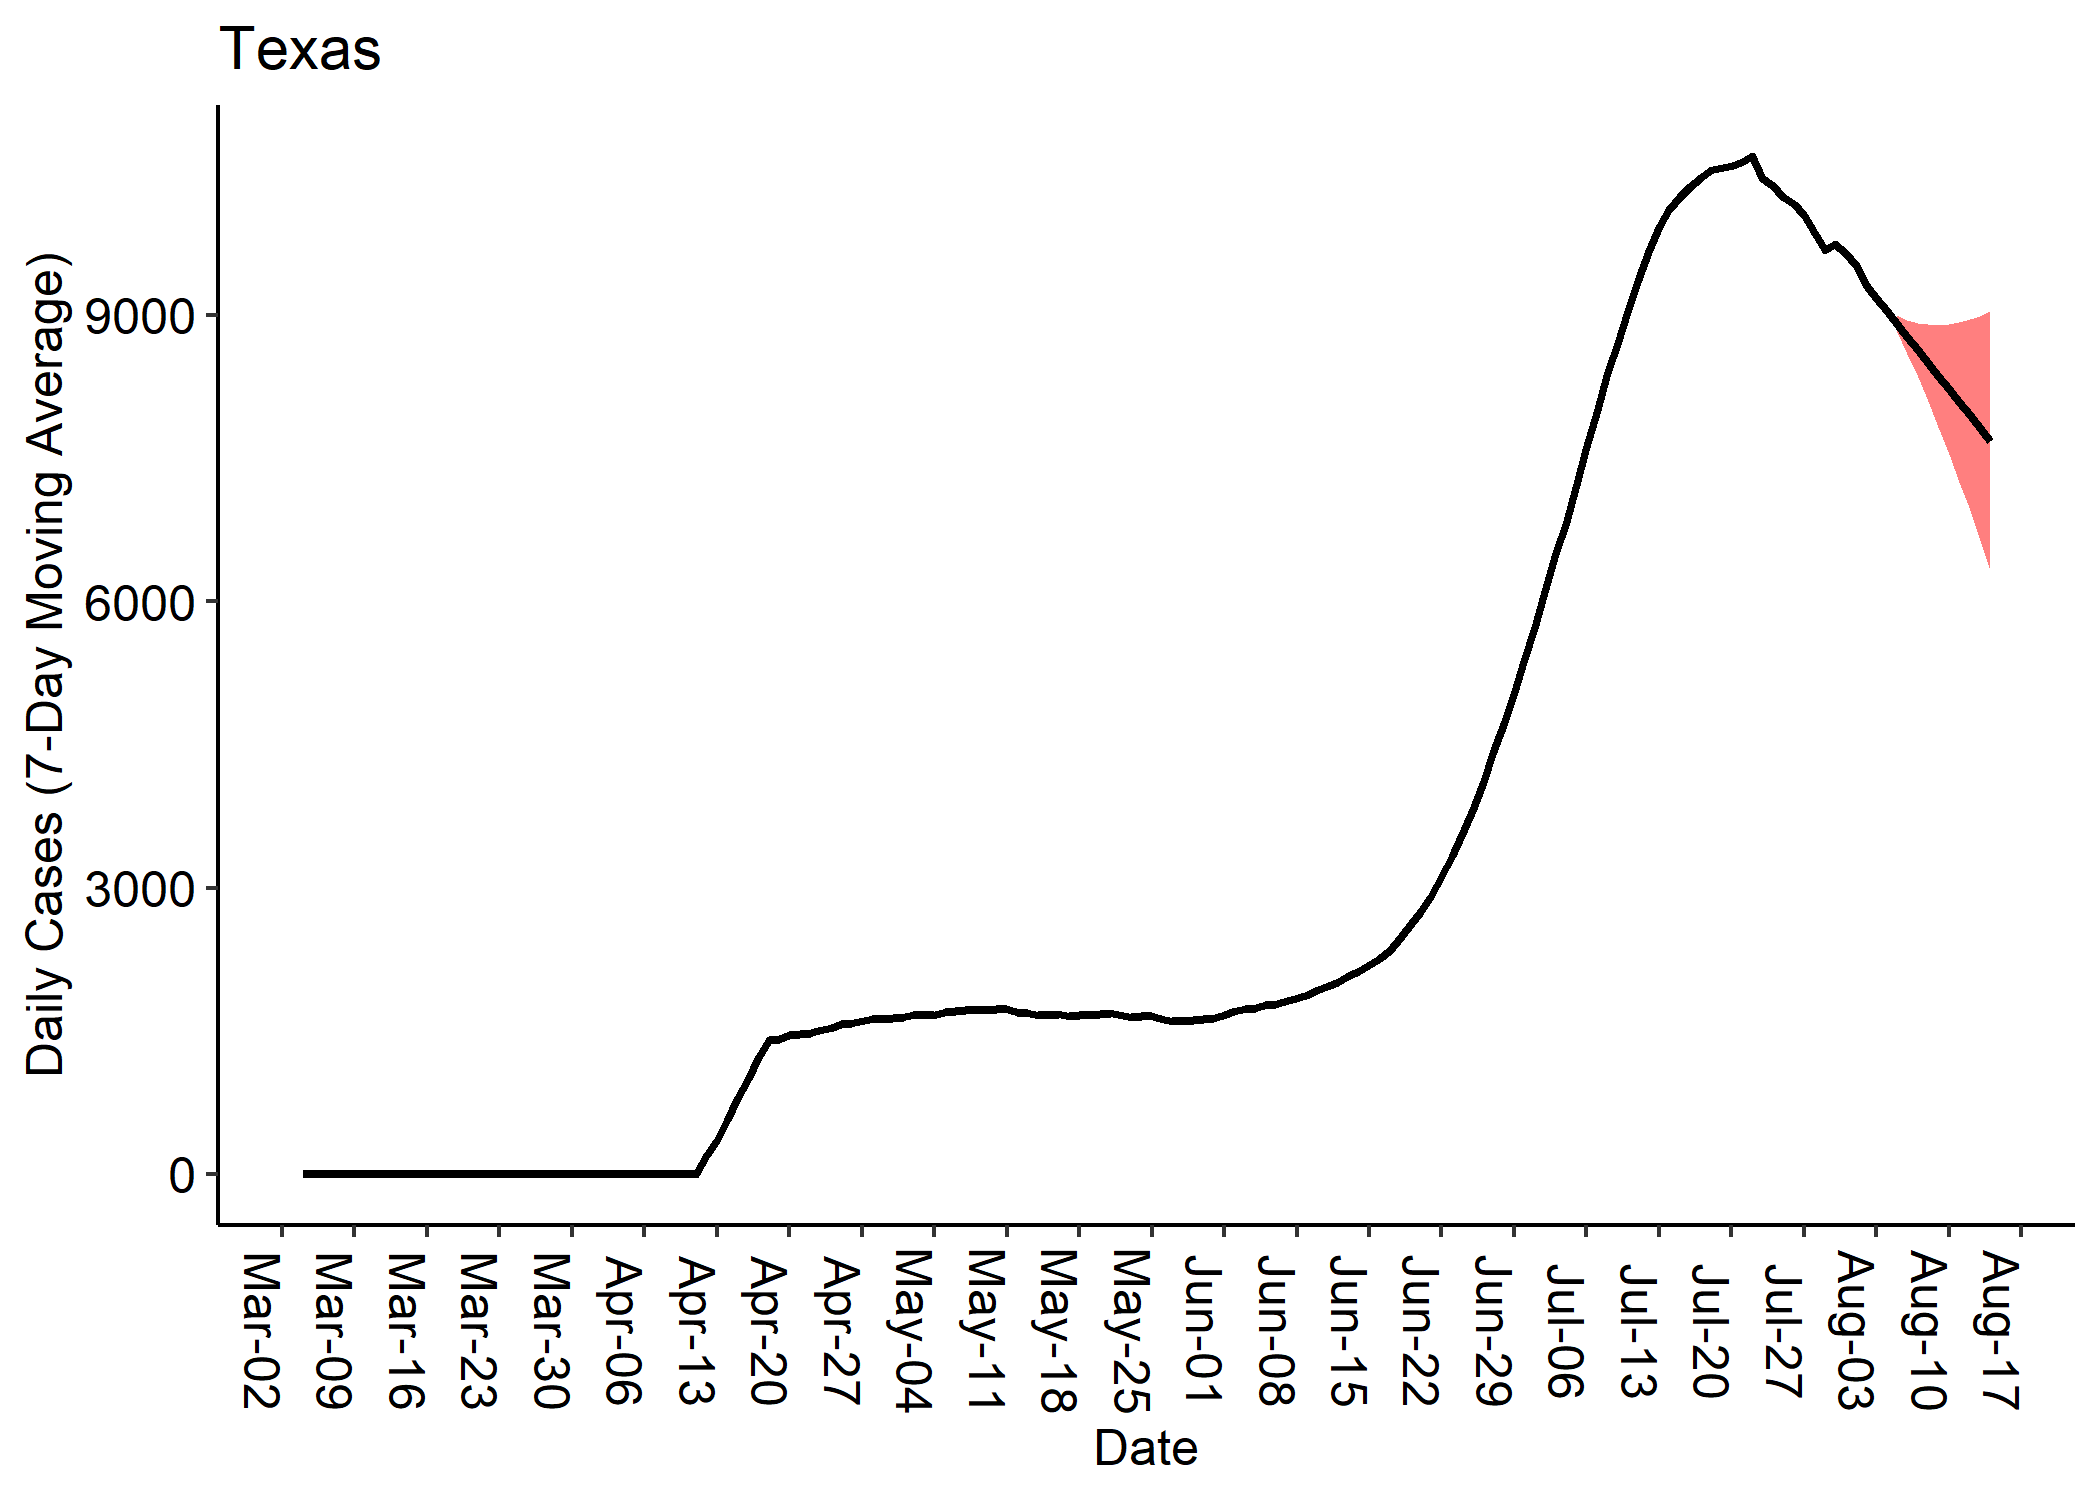 Texas
Daily Cases (7-Day Moving Average)
9000
6000
3000
0
Mar-02
Mar-09
Mar-16
Mar-23
Mar-30
Apr-06
Apr-13
Apr-20
Apr-27
May-04
May-11
May-18
May-25
Jun-01
Jun-08
Jun-15
Jun-22
Jun-29
Jul-06
Jul-13
Jul-20
Jul-27
Aug-03
Aug-10
Aug-17
Date